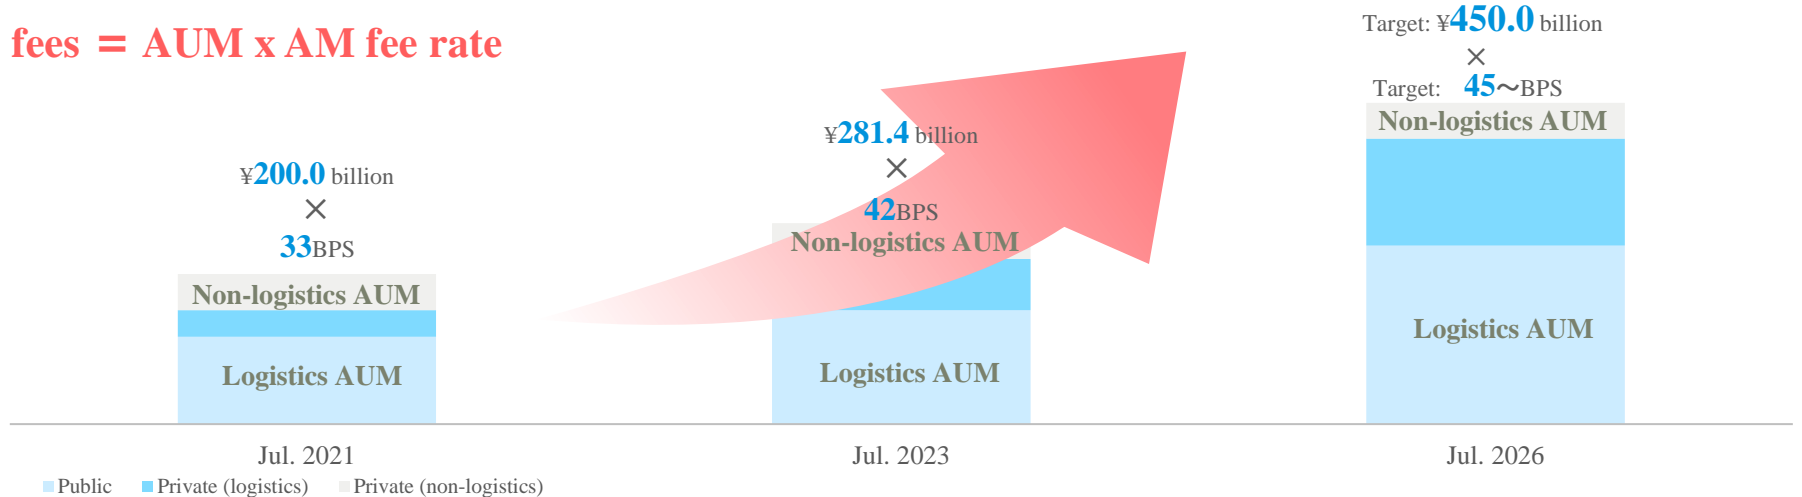 fees = AUM x AM fee rate
Target: ¥450.0 billion
×
Target: 45～BPS
Non-logistics AUM
Logistics AUM
¥281.4 billion
×
42BPS
Non-logistics AUM
Logistics AUM
¥200.0 billion
×
33BPS
Non-logistics AUM
Logistics AUM
Jul. 2021
Jul. 2023
Jul. 2026
Public
Private (logistics)
Private (non-logistics)